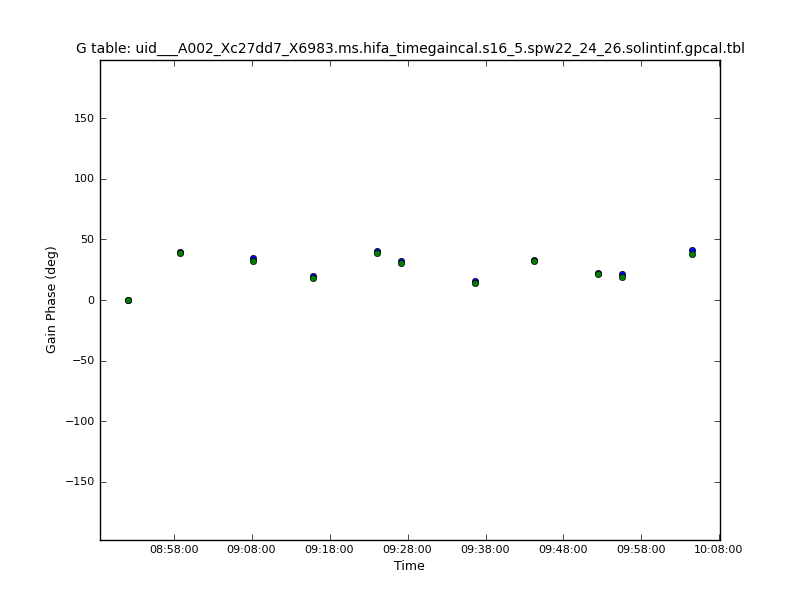 G table: uid___A002_Xc27dd7_X6983.ms.hifa_timegaincal.s16_5.spw22_24_26.solintinf.gpcal.tbl
150
100
50
0
−50
−100
−150
Gain Phase (deg)
08:58:00 09:08:00 09:18:00 09:28:00 09:38:00 09:48:00 09:58:00 10:08:00
Time